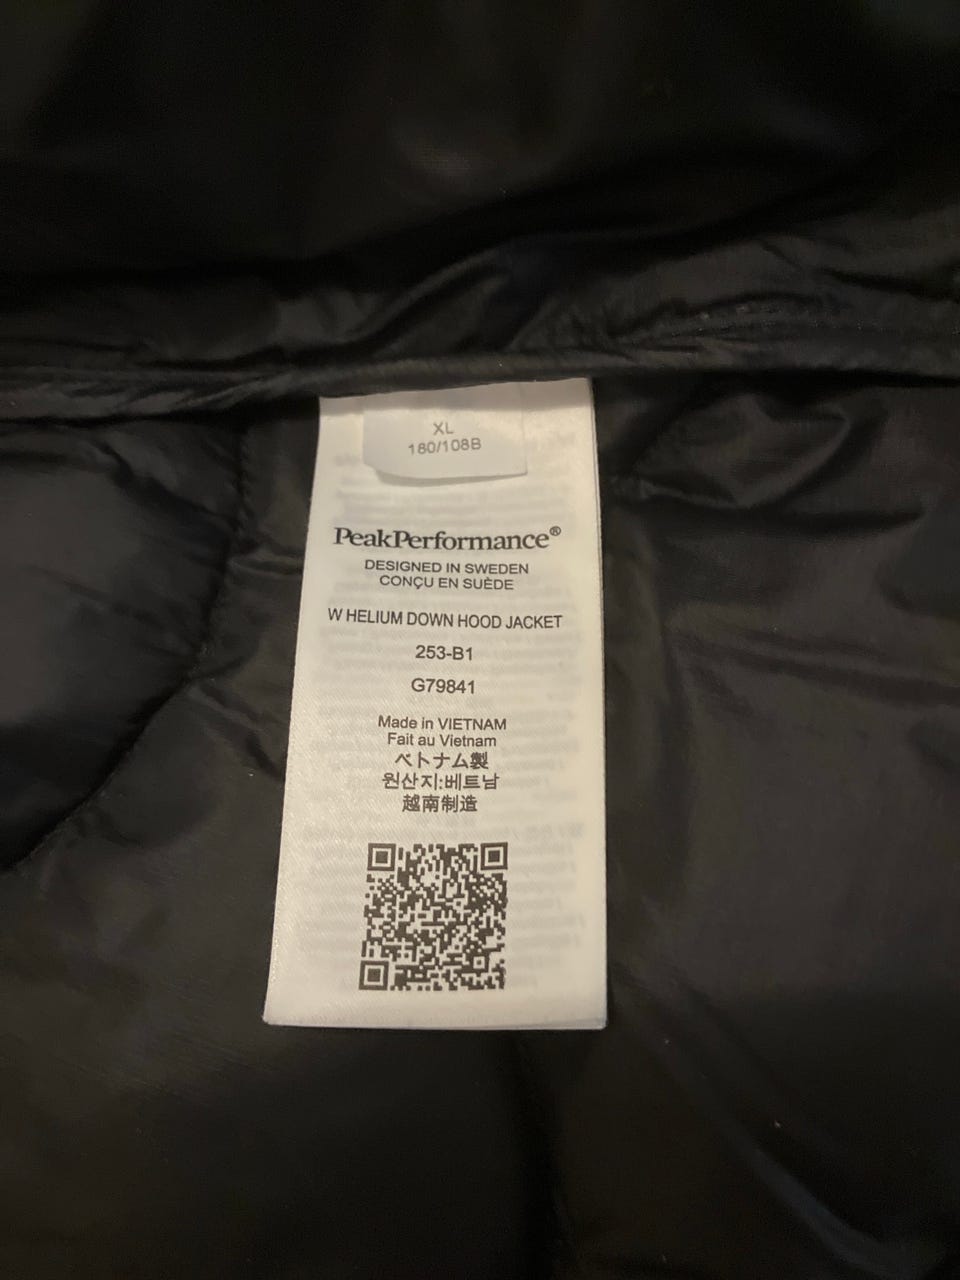 XL
180/108B
PeakPerformance®
DESIGNED IN SWEDEN
CONÇU EN SUÈDE
W HELIUM DOWN HOOD JACKET
253-B1
G79841
Made in VIETNAM
Fait au Vietnam
ベトナム製
원산지:베트남
越南制造